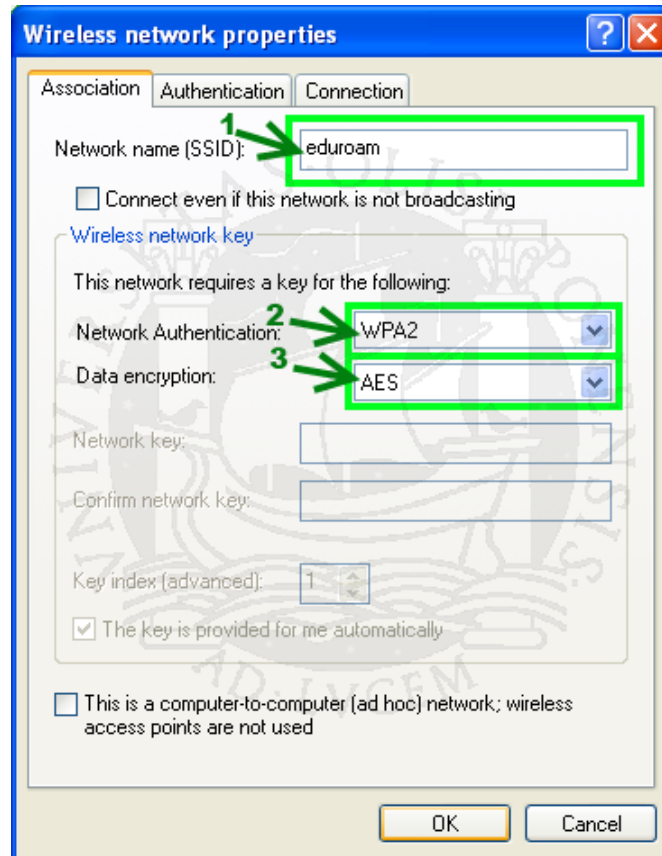 Wireless network properties
Association Authentication Connection
1
Network name (SSID): eduroam
Connect even if this network is not broadcasting
Wireless network key
This network requires a key for the following:
2
Network Authentication: WPA2
3
Data encryption: AES
Network key:
Confirm network key:
Key index (advanced): 1
The key is provided for me automatically
This is a computer-to-computer (ad hoc) network; wireless
access points are not used
OK Cancel
AD·LVCEM